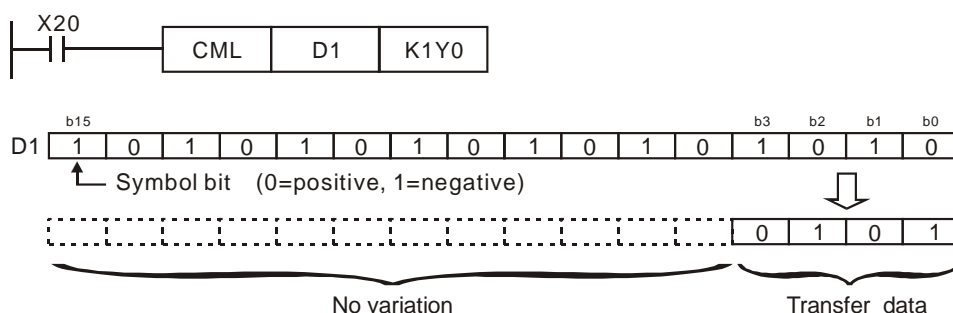 X20
CML D1 K1Y0
b15 b3 b2 b1 b0
D1 1 0 1 0 1 0 1 0 1 0 1 0 1 0 1 0
Symbol bit (0=positive, 1=negative)
0 1 0 1
No variation Transfer data